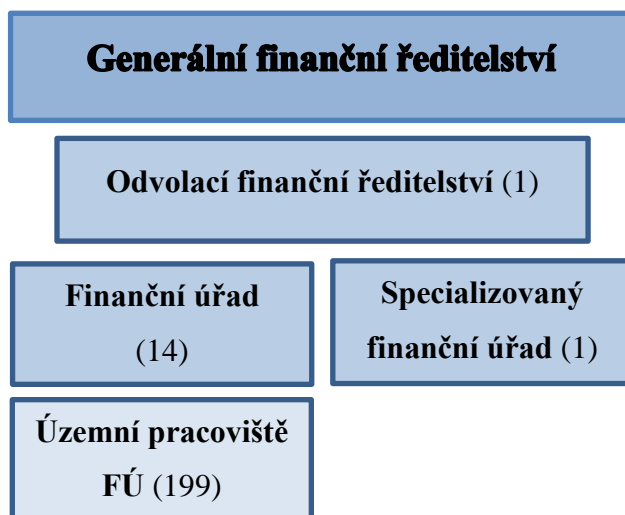 Generální finanční ředitelství
Odvolací finanční ředitelství (1)
Finanční úřad
(14)
Specializovaný
finanční úřad (1)
Územní pracoviště
FÚ (199)